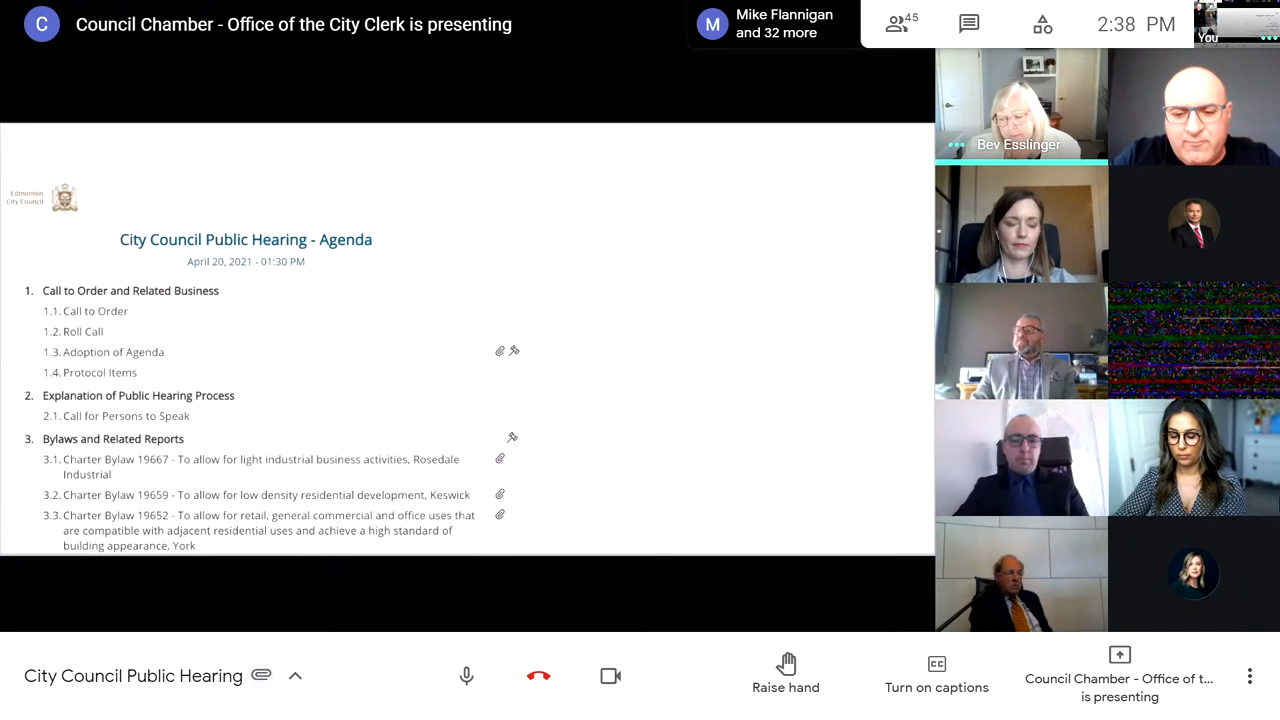 C
Council Chamber - Office of the City Clerk is presenting
M
Mike Flannigan
and 32 more
45
2:38 PM
You
Bev Esslinger
Edmonton
City Council
City Council Public Hearing - Agenda
April 20, 2021 - 01:30 PM
1. Call to Order and Related Business
1.1. Call to Order
1.2. Roll Call
1.3. Adoption of Agenda
1.4. Protocol Items
2. Explanation of Public Hearing Process
2.1. Call for Persons to Speak
3. Bylaws and Related Reports
3.1. Charter Bylaw 19667 - To allow for light industrial business activities, Rosedale
Industrial
3.2. Charter Bylaw 19659 - To allow for low density residential development, Keswick
3.3. Charter Bylaw 19652 - To allow for retail, general commercial and office uses that
are compatible with adjacent residential uses and achieve a high standard of
building appearance, York
City Council Public Hearing
Raise hand
CC
Turn on captions
Council Chamber - Office of t...
is presenting